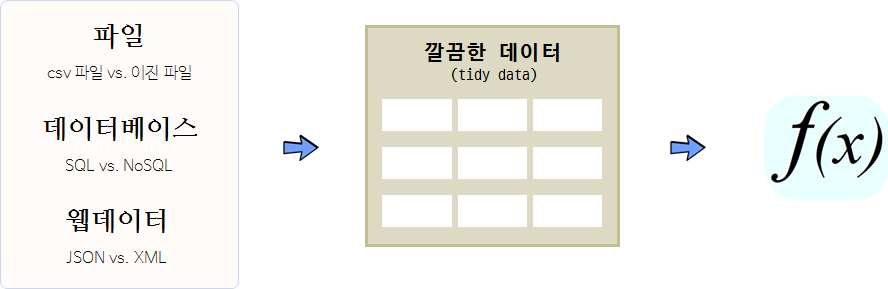 파일
csv 파일 vs. 이진 파일
데이터베이스
SQL vs. NoSQL
웹데이터
JSON vs. XML
깔끔한 데이터
(tidy data)
f(x)